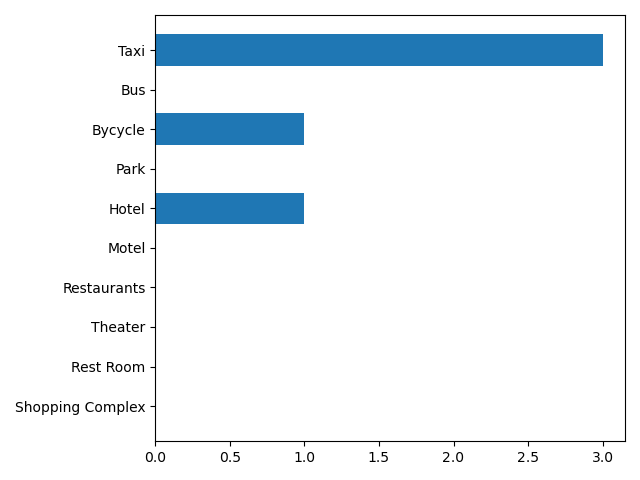 Taxi
Bus
Bycycle
Park
Hotel
Motel
Restaurants
Theater
Rest Room
Shopping Complex
0.0 0.5 1.0 1.5 2.0 2.5 3.0